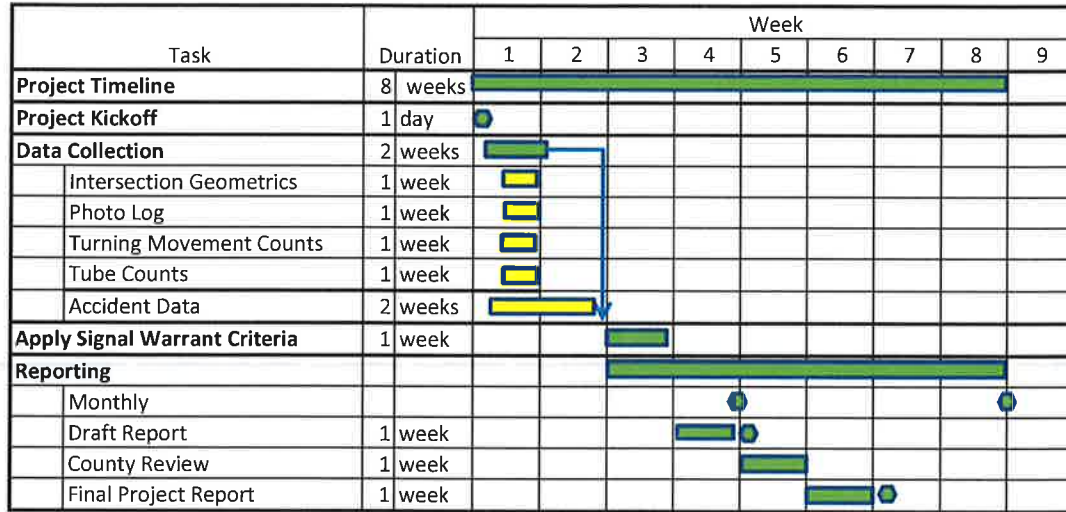 Week
Task Duration 1 2 3 4 5 6 7 8 9
Project Timeline 8 weeks
Project Kickoff 1 day
Data Collection 2 weeks
Intersection Geometrics 1 week
Photo Log 1 week
Turning Movement Counts 1 week
Tube Counts 1 week
Accident Data 2 weeks
Apply Signal Warrant Criteria 1 week
Reporting
Monthly
Draft Report 1 week
County Review 1 week
Final Project Report 1 week